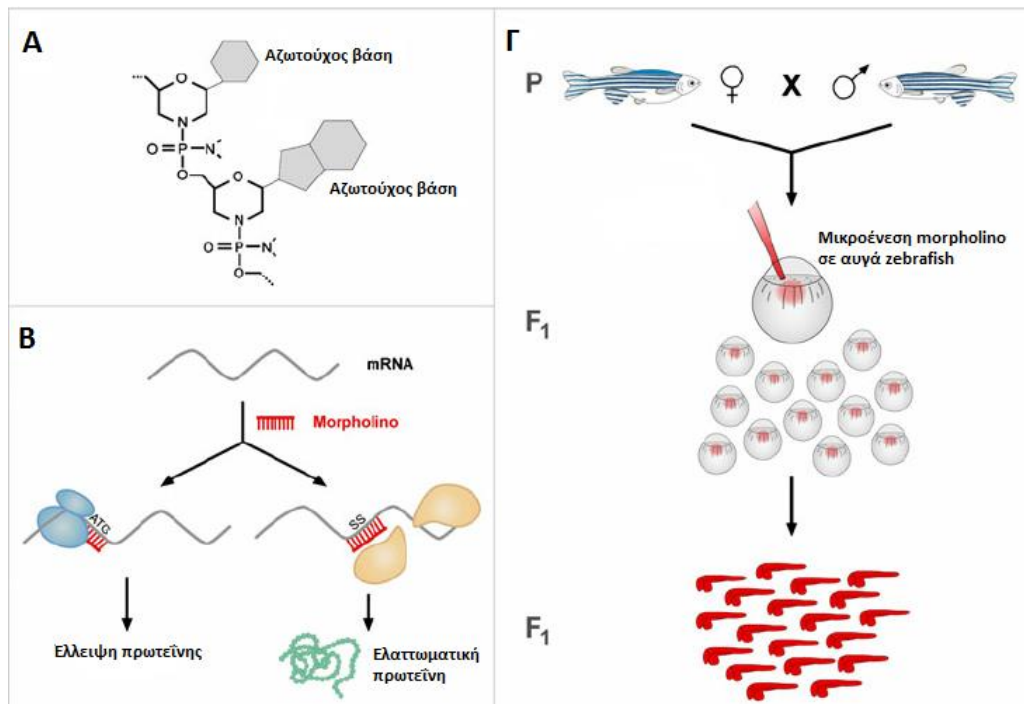 A
Αζωτούχος βάση
O
N
O=P-N
O
O
Αζωτούχος βάση
N
O=P-N
O
B
mRNA
Morpholino
ATG
SS
Ελλειψη πρωτεΐνης
Ελαττωματική
πρωτεΐνη
Γ
P
♀
X
♂
Μικροένεση morpholino
σε αυγά zebrafish
F₁
F₁